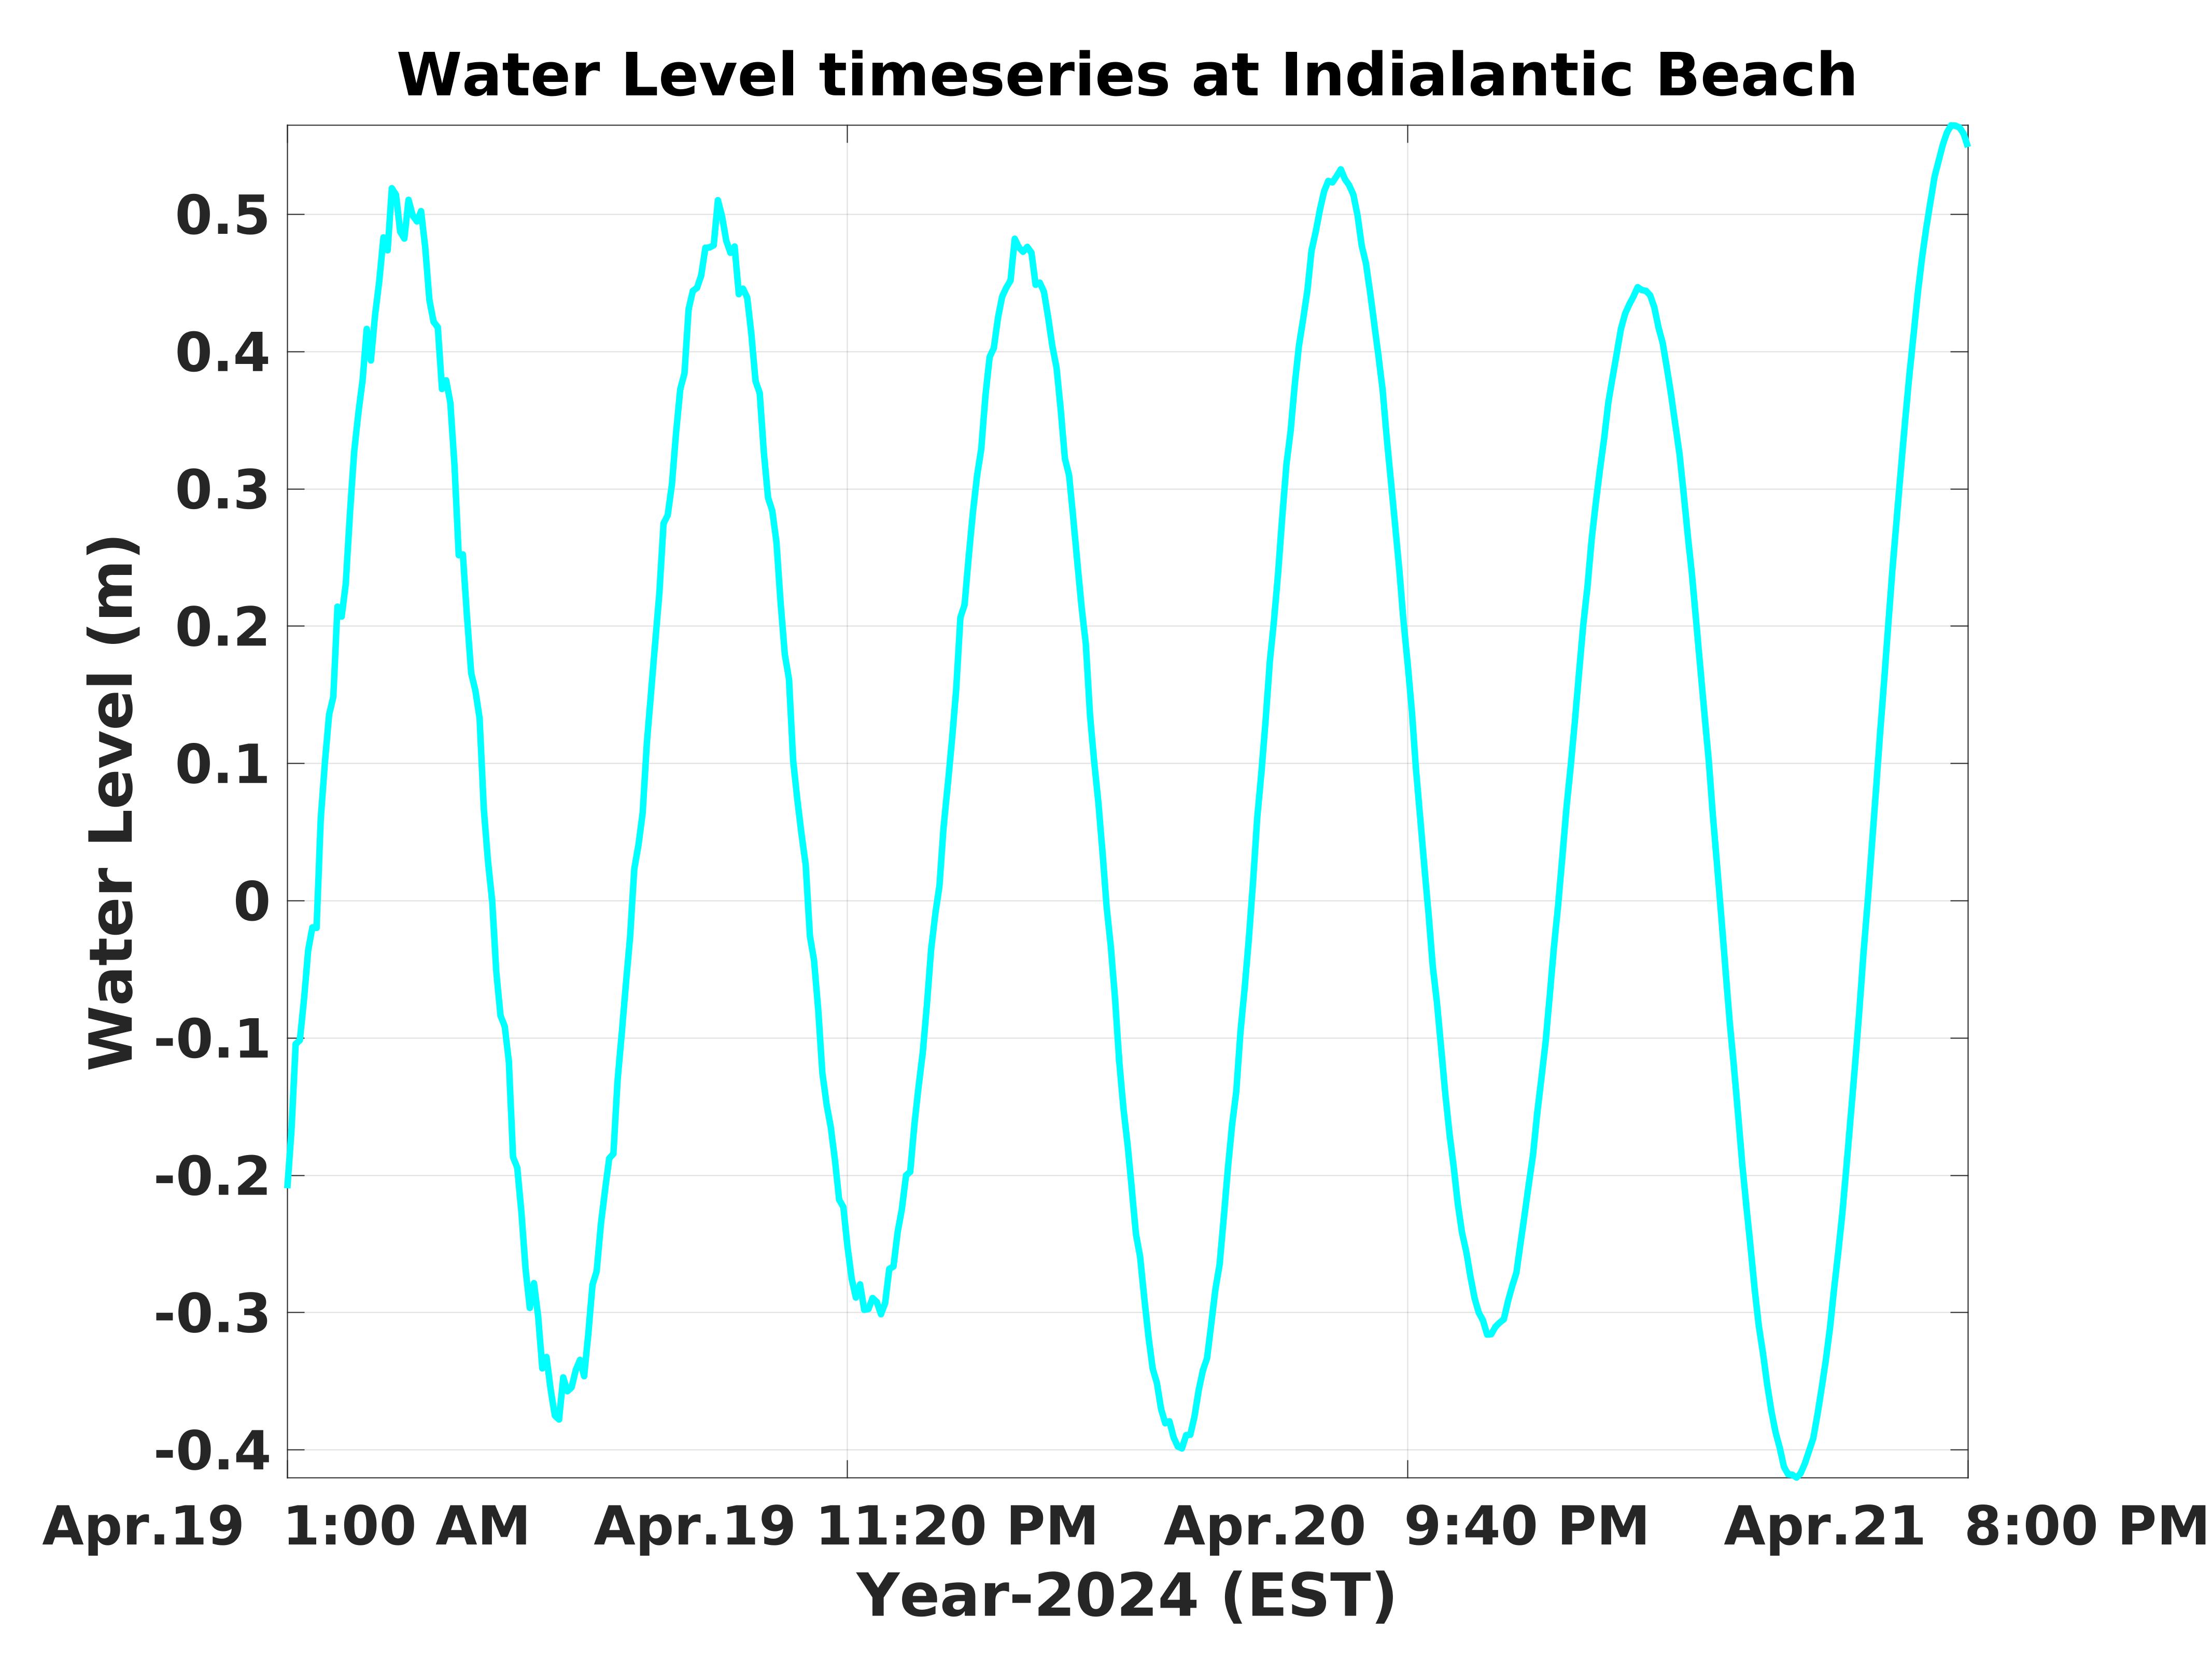 Water Level timeseries at Indialantic Beach
0.5
0.4
0.3
0.2
0.1
0
-0.1
-0.2
-0.3
-0.4
Water Level (m)
Apr.19 1:00 AM Apr.19 11:20 PM Apr.20 9:40 PM Apr.21 8:00 PM
Year-2024 (EST)